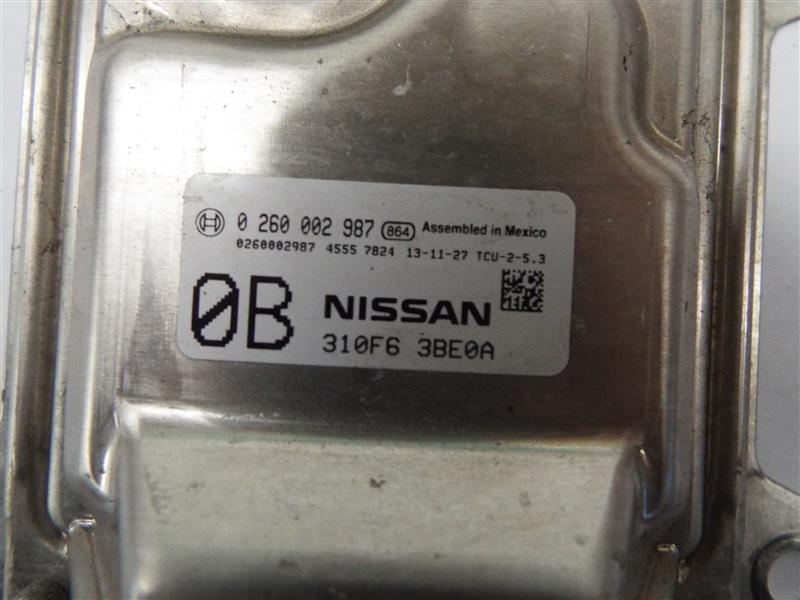 0 260 002 987 864 Assembled in Mexico
0260002987 4555 7824 13-11-27 TCU-2-5.3
0B NISSAN
310F6 3BE0A